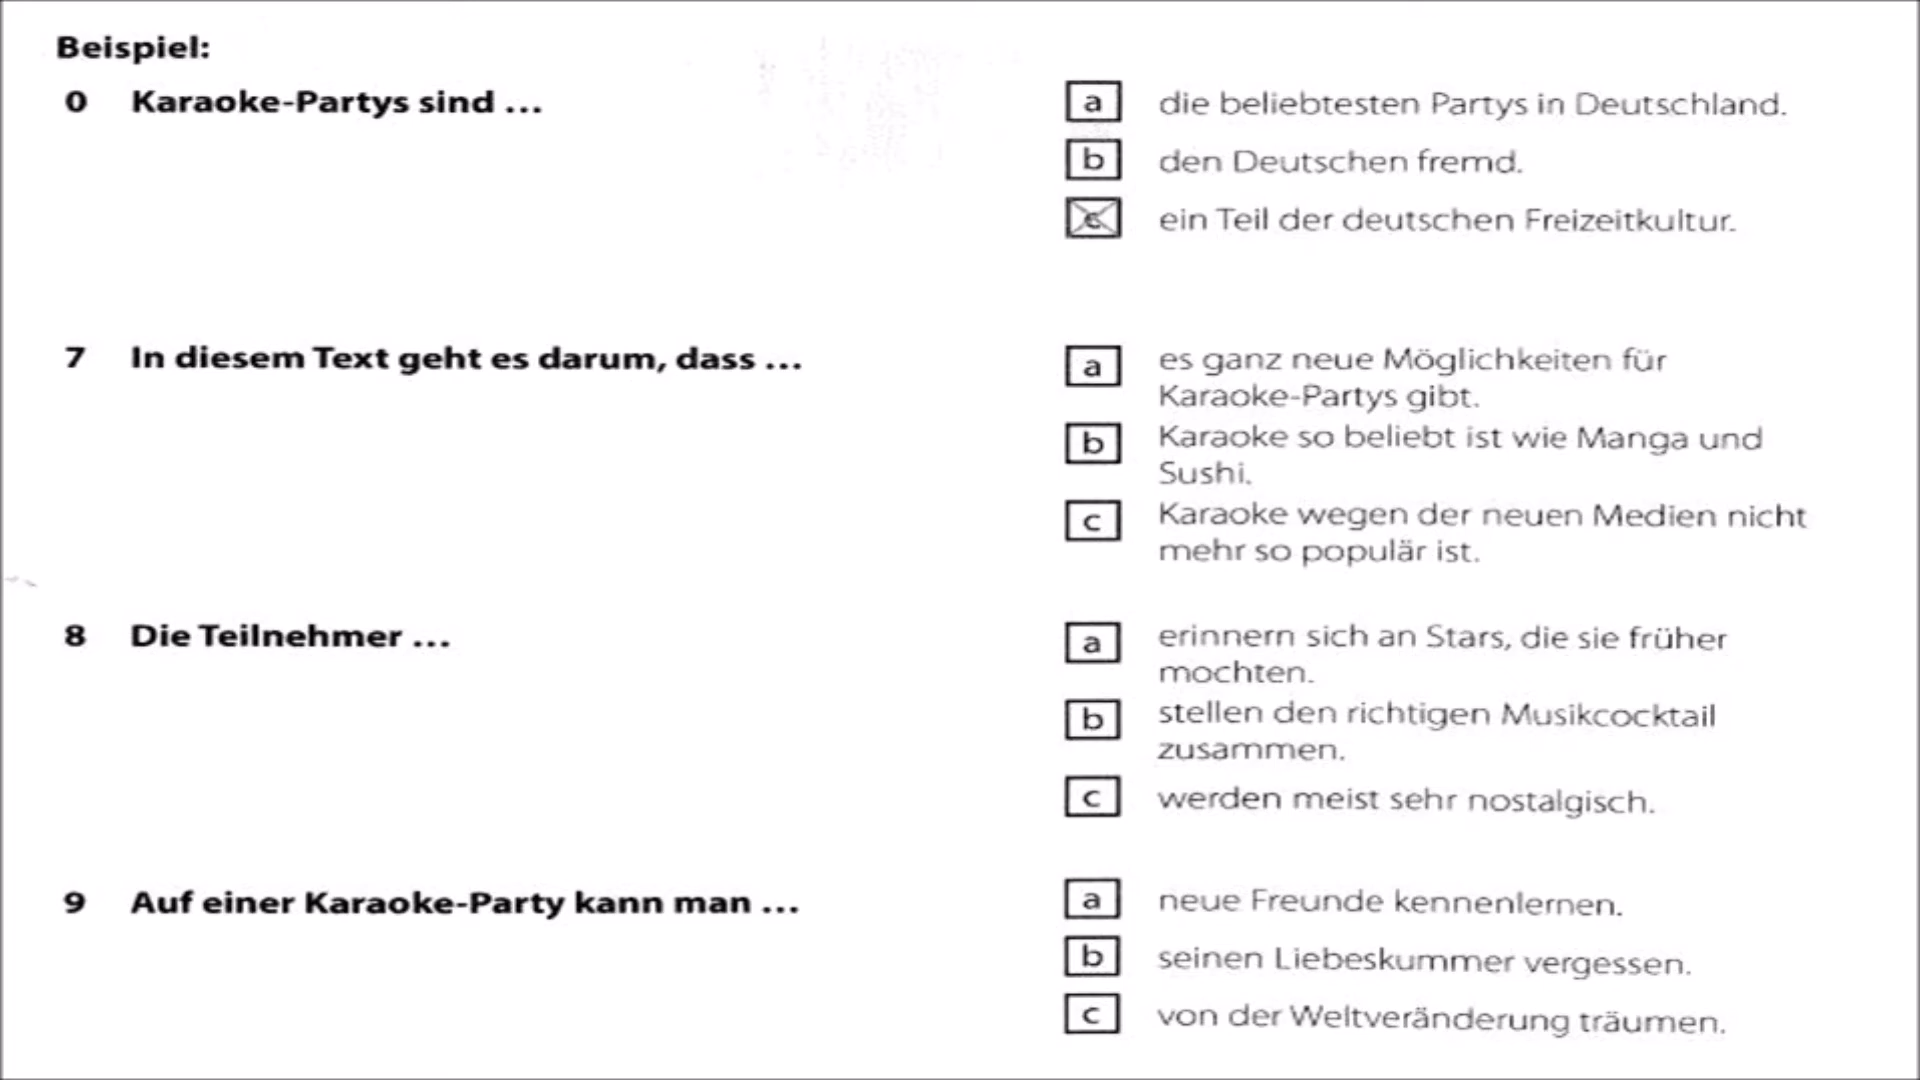 Beispiel:
0 Karaoke-Partys sind ...
a die beliebtesten Partys in Deutschland.
b den Deutschen fremd.
c ein Teil der deutschen Freizeitkultur.
7 In diesem Text geht es darum, dass ...
a es ganz neue Möglichkeiten für
Karaoke-Partys gibt.
b Karaoke so beliebt ist wie Manga und
Sushi.
c Karaoke wegen der neuen Medien nicht
mehr so populär ist.
8 Die Teilnehmer ...
a erinnern sich an Stars, die sie früher
mochten.
b stellen den richtigen Musikcocktail
zusammen.
c werden meist sehr nostalgisch.
9 Auf einer Karaoke-Party kann man ...
a neue Freunde kennenlernen.
b seinen Liebeskummer vergessen.
c von der Weltveränderung träumen.